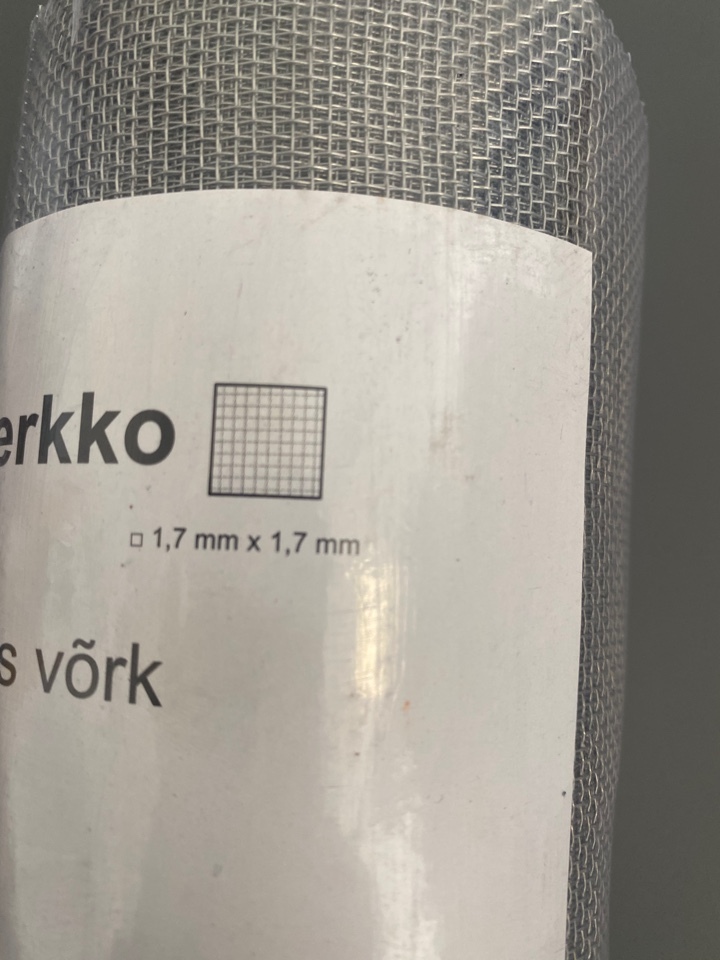 erkko
□ 1,7 mm x 1,7 mm
s võrk